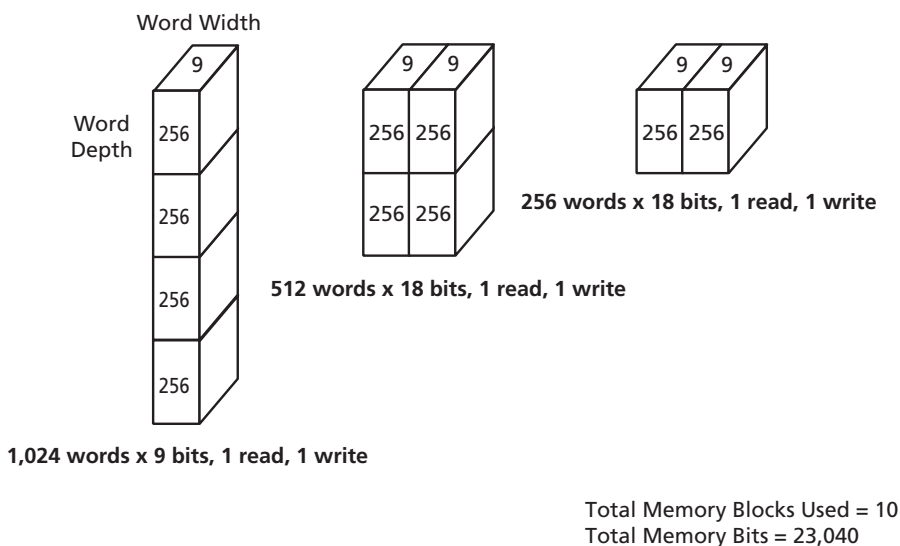 Word Width
9
Word
Depth
256
256
256
256
1,024 words x 9 bits, 1 read, 1 write
9 9
256 256
256 256
512 words x 18 bits, 1 read, 1 write
9 9
256 256
256 words x 18 bits, 1 read, 1 write
Total Memory Blocks Used = 10
Total Memory Bits = 23,040